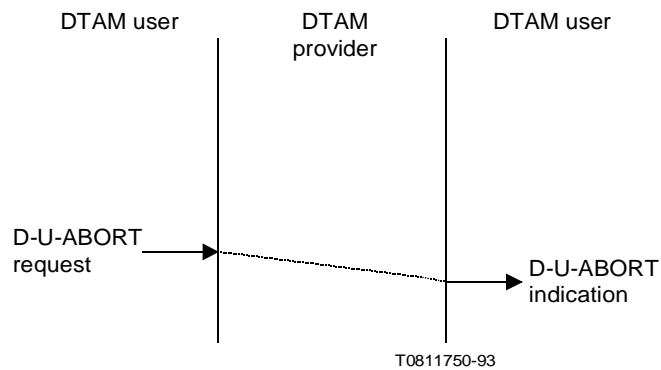 DTAM user
DTAM
provider
DTAM user
D-U-ABORT
request
D-U-ABORT
indication
T0811750-93